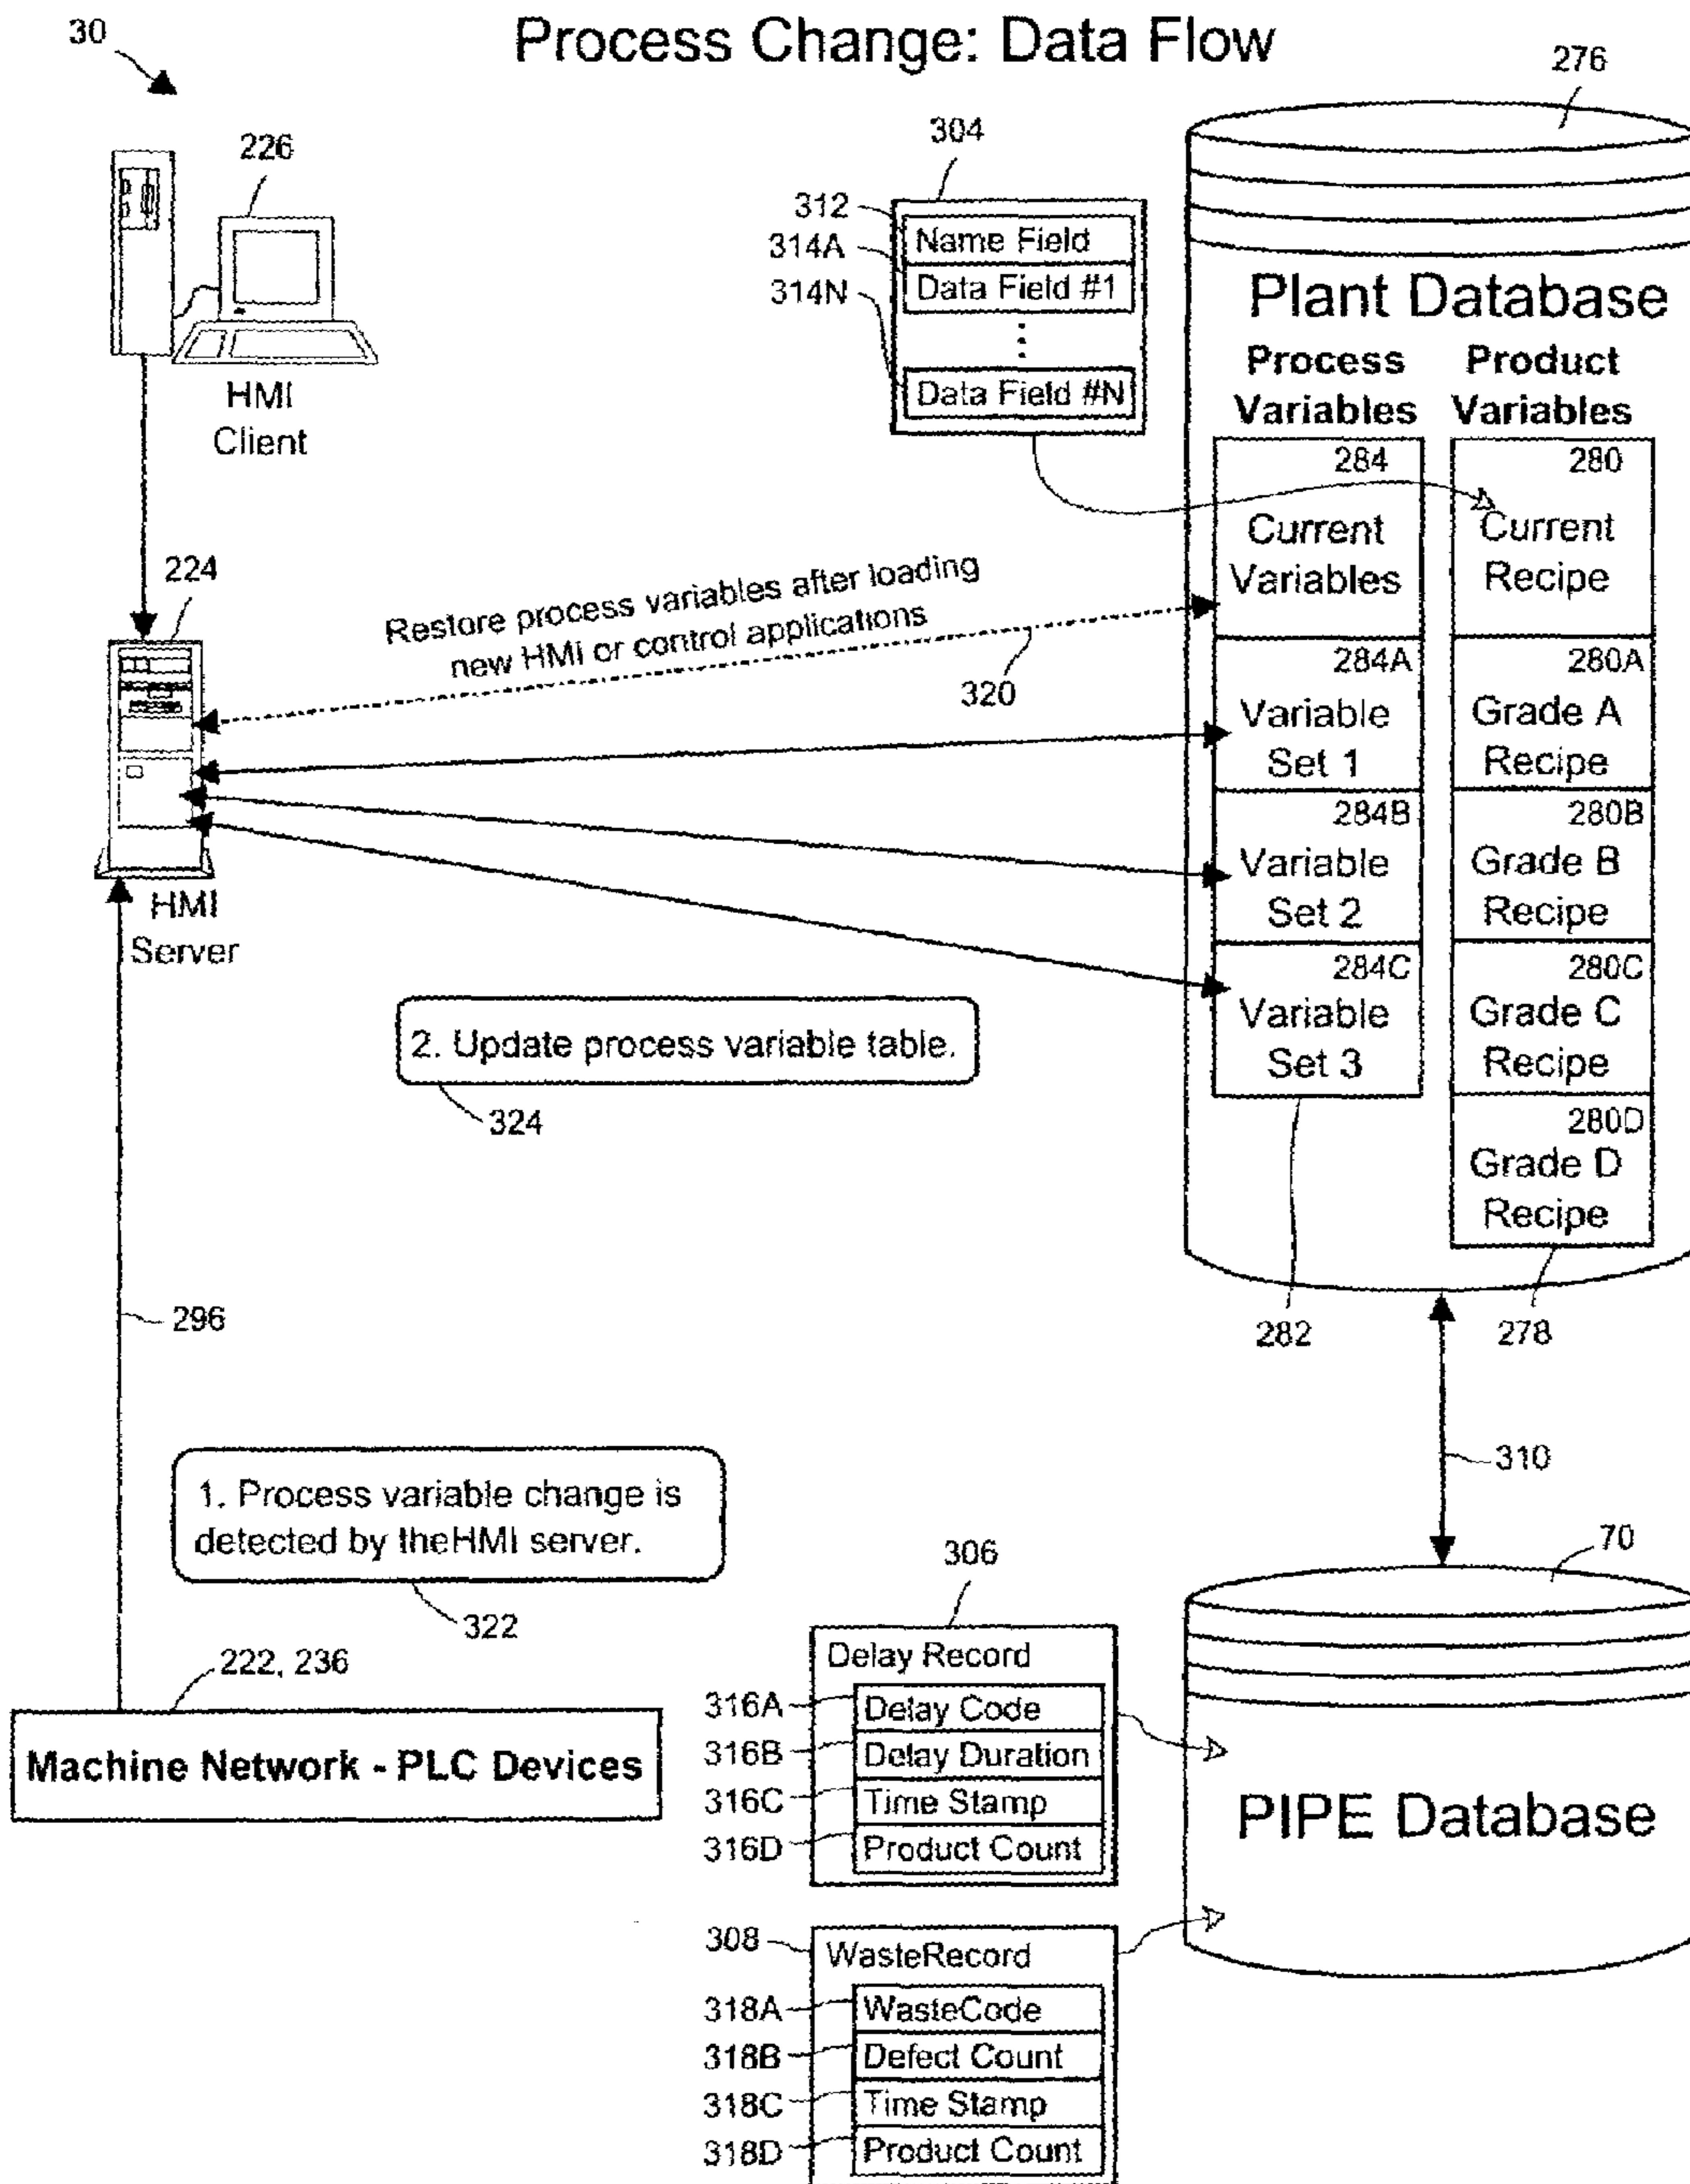 Process Change: Data Flow
30
276
226
304
312
Name Field
314A
Data Field #1
314N
Data Field #N
Plant Database
Process
Variables
Product
Variables
HMI
Client
284
Current
Variables
280
Current
Recipe
224
Restore process variables after loading
new HMI or control applications
320
284A
Variable
Set 1
280A
Grade A
Recipe
284B
Variable
Set 2
280B
Grade B
Recipe
HMI
Server
284C
Variable
Set 3
280C
Grade C
Recipe
2. Update process variable table.
324
280D
Grade D
Recipe
296
282
278
310
1. Process variable change is
detected by theHMI server.
322
222, 236
Machine Network - PLC Devices
306
70
Delay Record
316A
Delay Code
316B
Delay Duration
316C
Time Stamp
316D
Product Count
PIPE Database
308
WasteRecord
318A
WasteCode
318B
Defect Count
318C
Time Stamp
318D
Product Count